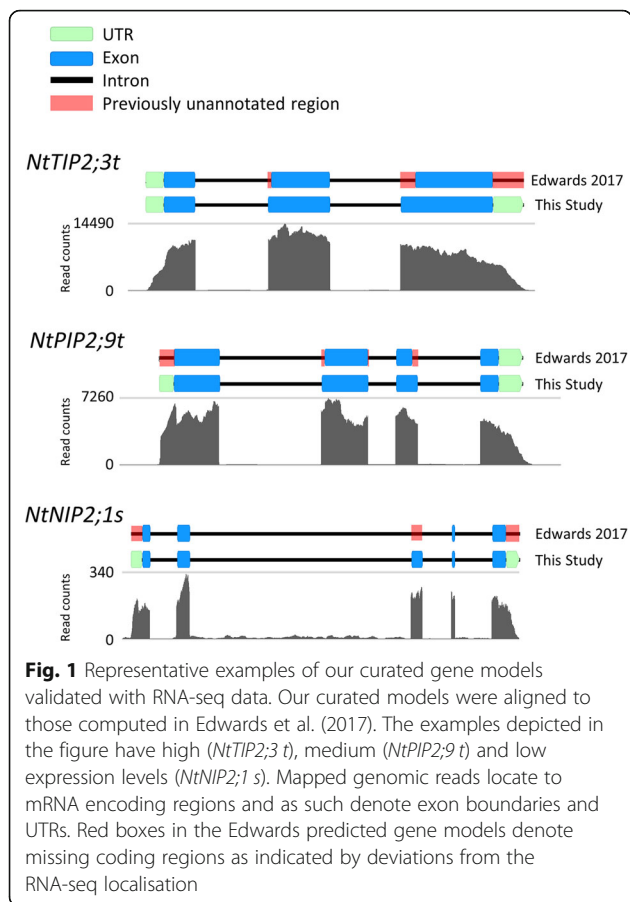 UTR
Exon
Intron
Previously unannotated region
NtTIP2;3t
Edwards 2017
This Study
14490
Read counts
0
NtPIP2;9t
Edwards 2017
This Study
7260
Read counts
0
NtNIP2;1s
Edwards 2017
This Study
340
Read counts
0
Fig. 1 Representative examples of our curated gene models
validated with RNA-seq data. Our curated models were aligned to
those computed in Edwards et al. (2017). The examples depicted in
the figure have high (NtTIP2;3 t), medium (NtPIP2;9 t) and low
expression levels (NtNIP2;1 s). Mapped genomic reads locate to
mRNA encoding regions and as such denote exon boundaries and
UTRs. Red boxes in the Edwards predicted gene models denote
missing coding regions as indicated by deviations from the
RNA-seq localisation